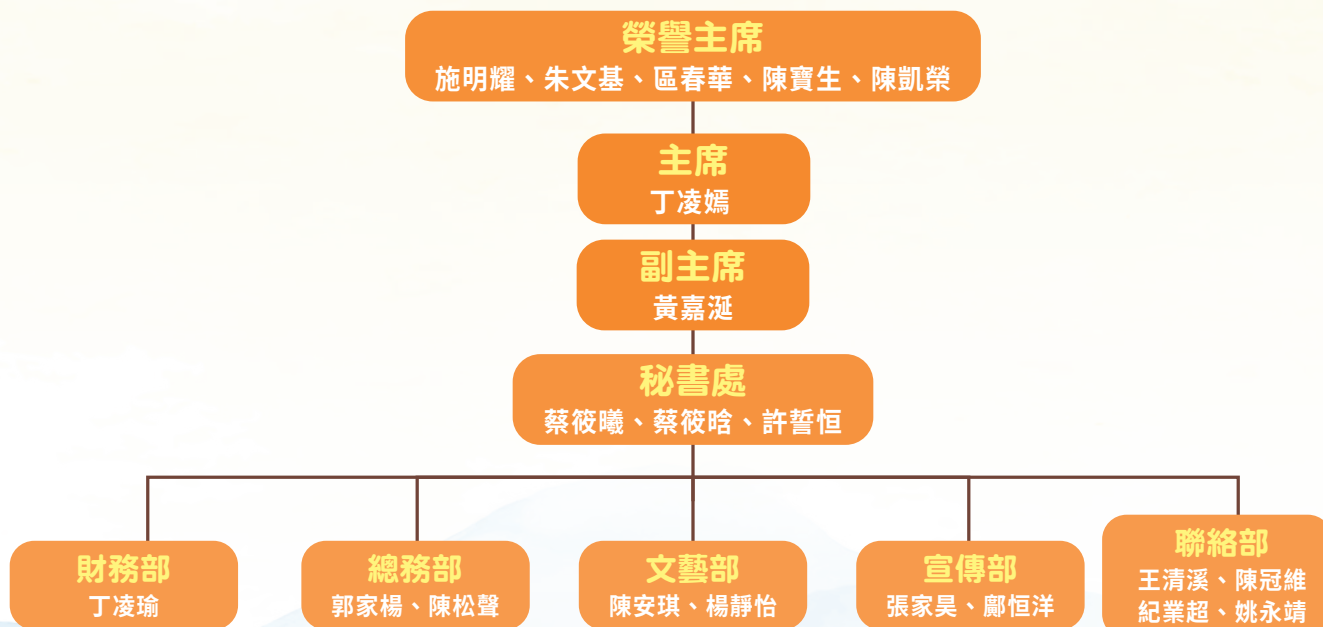 榮譽主席
施明耀、朱文基、區春華、陳寶生、陳凱榮
主席
丁凌嫣
副主席
黃嘉涎
秘書處
蔡筱曦、蔡筱晗、許誓恒
財務部
丁凌瑜
總務部
郭家楊、陳松聲
文藝部
陳安琪、楊靜怡
宣傳部
張家昊、鄺恒洋
聯絡部
王清溪、陳冠維
紀業超、姚永靖